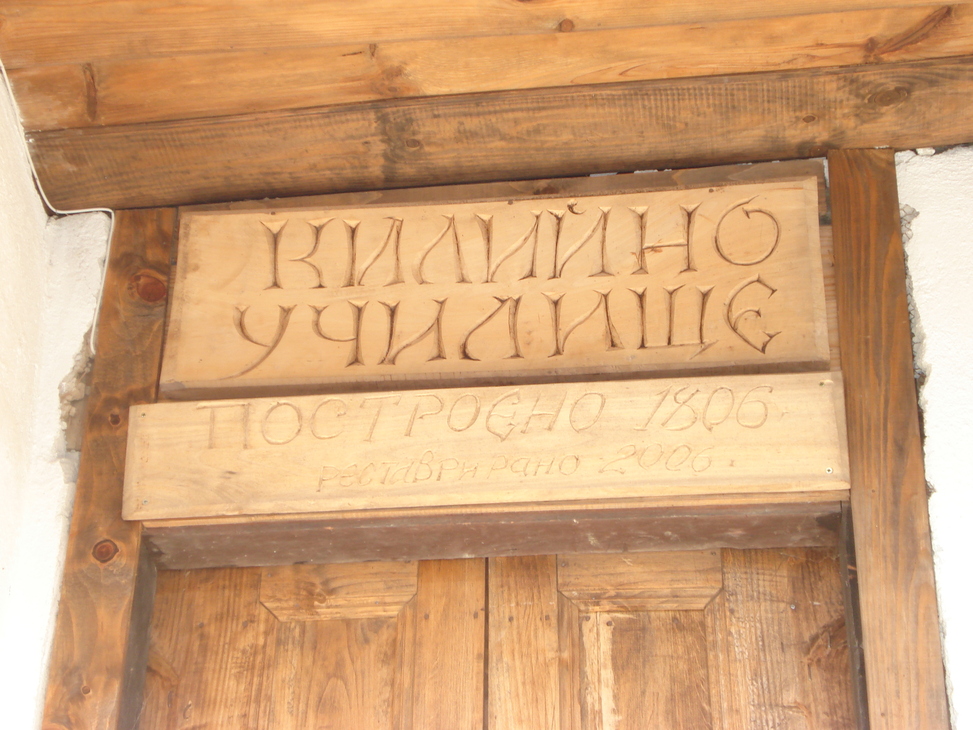 КИЛИЙНО
УЧИЛИЩЕ
ПОСТРОЕНО 1806.
реставрирано 2006.